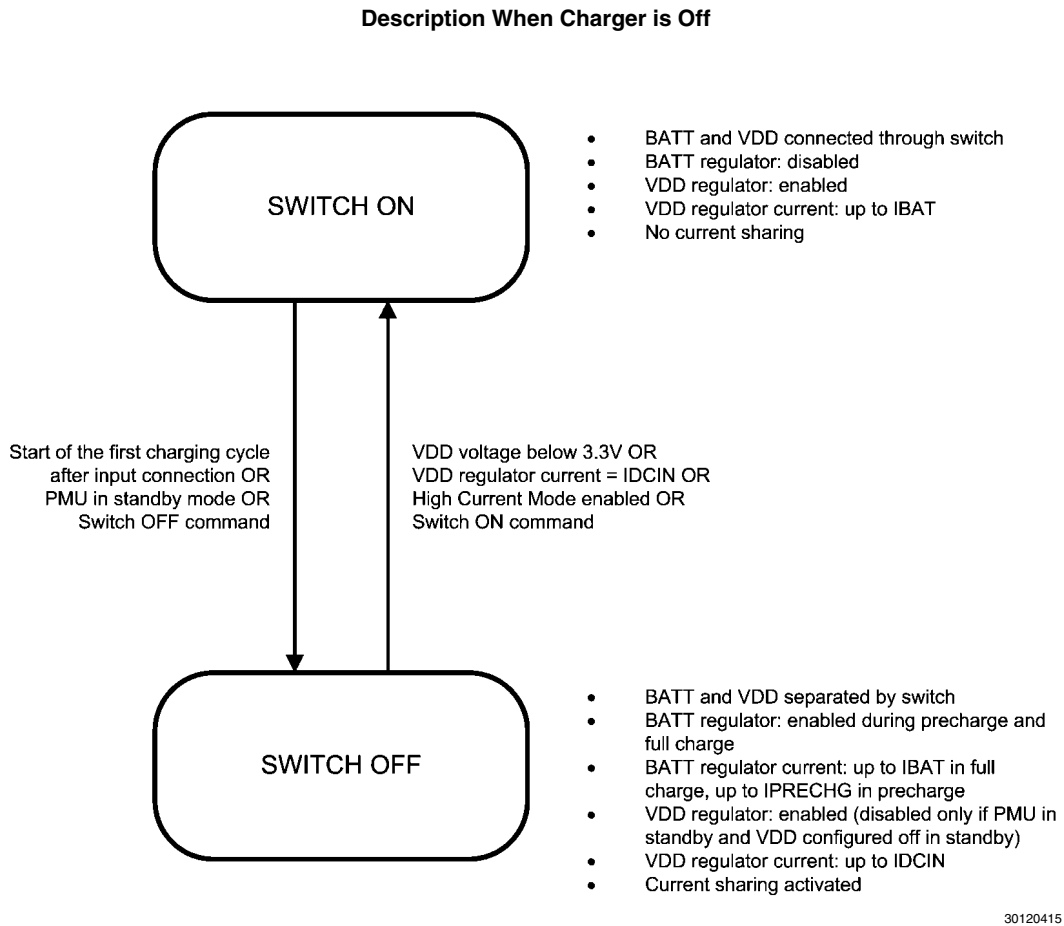 Description When Charger is Off
SWITCH ON
• BATT and VDD connected through switch
• BATT regulator: disabled
• VDD regulator: enabled
• VDD regulator current: up to IBAT
• No current sharing
Start of the first charging cycle
after input connection OR
PMU in standby mode OR
Switch OFF command
VDD voltage below 3.3V OR
VDD regulator current = IDCIN OR
High Current Mode enabled OR
Switch ON command
SWITCH OFF
• BATT and VDD separated by switch
• BATT regulator: enabled during precharge and
full charge
• BATT regulator current: up to IBAT in full
charge, up to IPRECHG in precharge
• VDD regulator: enabled (disabled only if PMU in
standby and VDD configured off in standby)
• VDD regulator current: up to IDCIN
• Current sharing activated
30120415